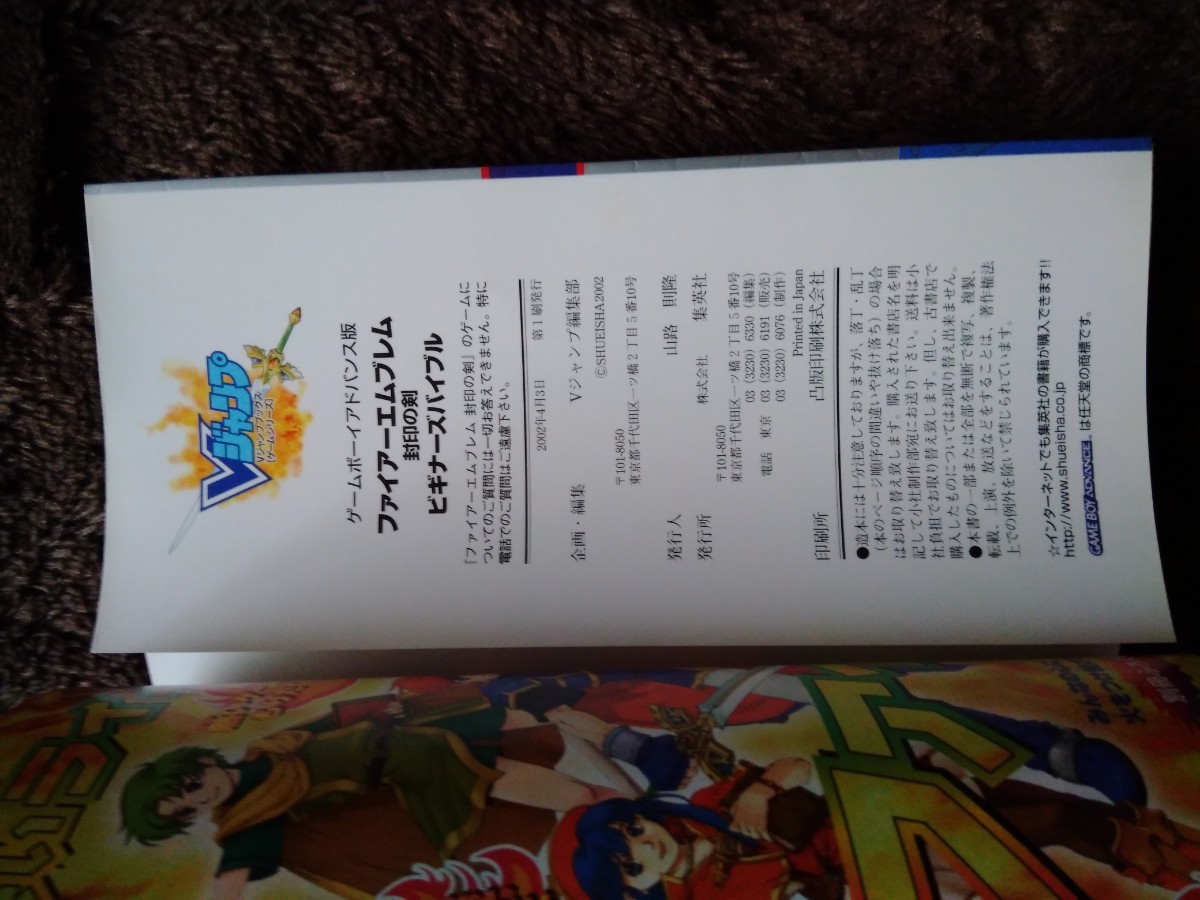 Vジャンプ
Vジャンプブックス
[ゲームシリーズ]
ゲームボーイアドバンス版
ファイアーエムブレム
封印の剣
ビギナーズバイブル
『ファイアーエムブレム 封印の剣』のゲームに
ついてのご質問には一切お答えできません。特に
電話でのご質問はご遠慮下さい。
2002年4月3日 第1刷発行
企画・編集 Vジャンプ編集部
©SHUEISHA2002
〒101-8050
東京都千代田区一ツ橋2丁目5番10号
発行人 山路 則隆
発行所 株式会社 集英社
〒101-8050
東京都千代田区一ツ橋2丁目5番10号
電話 東京 03 (3230) 6330 (編集)
03 (3230) 6191 (販売)
03 (3230) 6076 (制作)
Printed in Japan
印刷所 凸版印刷株式会社
●造本には十分注意しておりますが、落丁・乱丁
(本のページ順序の間違いや抜け落ち)の場合
はお取り替え致します。購入された書店名を明
記して小社制作部宛にお送り下さい。送料は小
社負担でお取り替え致します。但し、古書店で
購入したものについてはお取り替え出来ません。
●本書の一部または全部を無断で複写、複製、
転載、上演、放送などをすることは、著作権法
上での例外を除いて禁じられています。
☆インターネットでも集英社の書籍が購入できます!!
http://www.shueisha.co.jp
GAME BOY ADVANCE™ は任天堂の商標です。